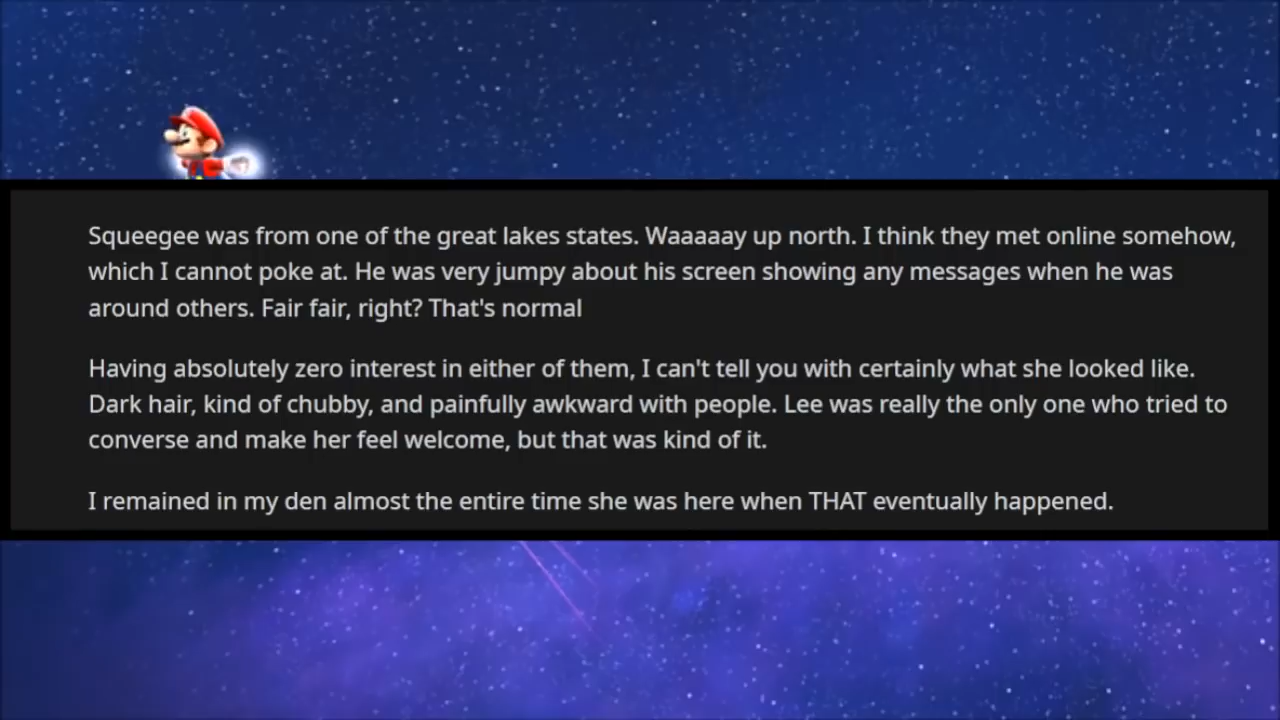 Squeegee was from one of the great lakes states. Waaaaay up north. I think they met online somehow,
which I cannot poke at. He was very jumpy about his screen showing any messages when he was
around others. Fair fair, right? That's normal
Having absolutely zero interest in either of them, I can't tell you with certainly what she looked like.
Dark hair, kind of chubby, and painfully awkward with people. Lee was really the only one who tried to
converse and make her feel welcome, but that was kind of it.
I remained in my den almost the entire time she was here when THAT eventually happened.